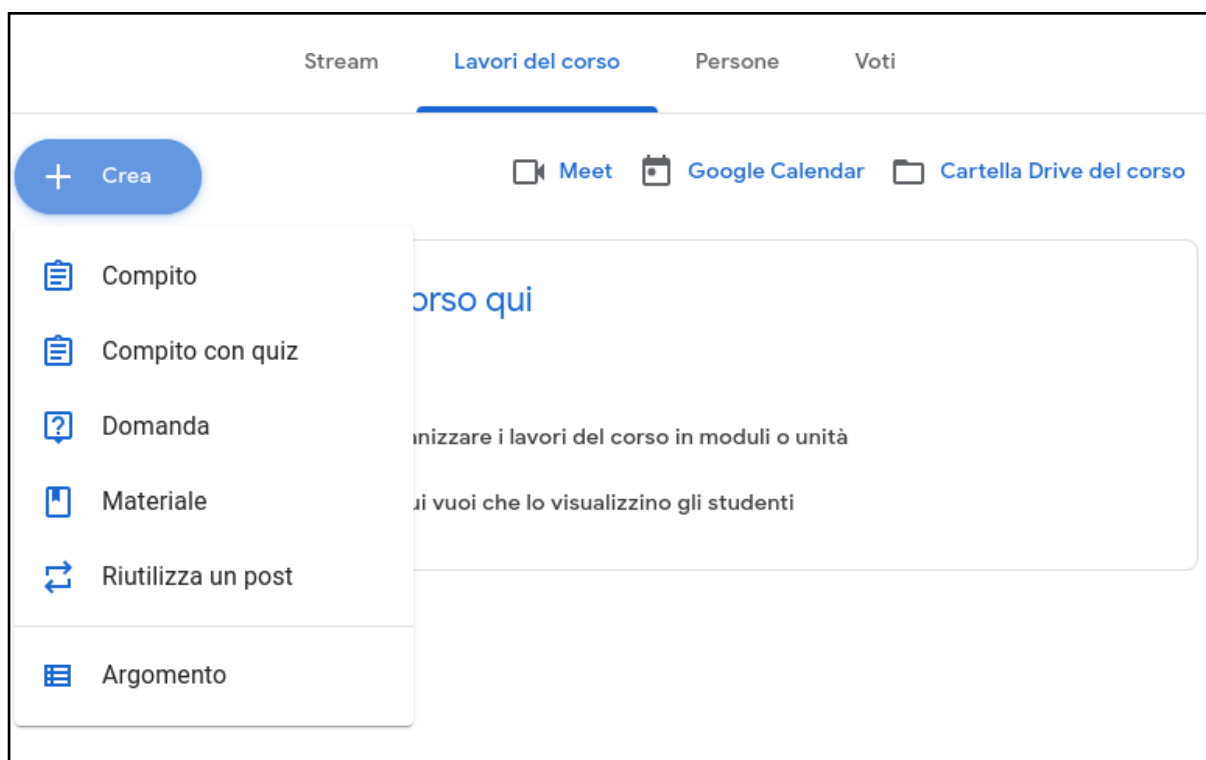 Stream Lavori del corso Persone Voti
Crea
Meet Google Calendar Cartella Drive del corso
Compito
orso qui
Compito con quiz
Domanda
anizzare i lavori del corso in moduli o unità
Materiale
ui vuoi che lo visualizzino gli studenti
Riutilizza un post
Argomento